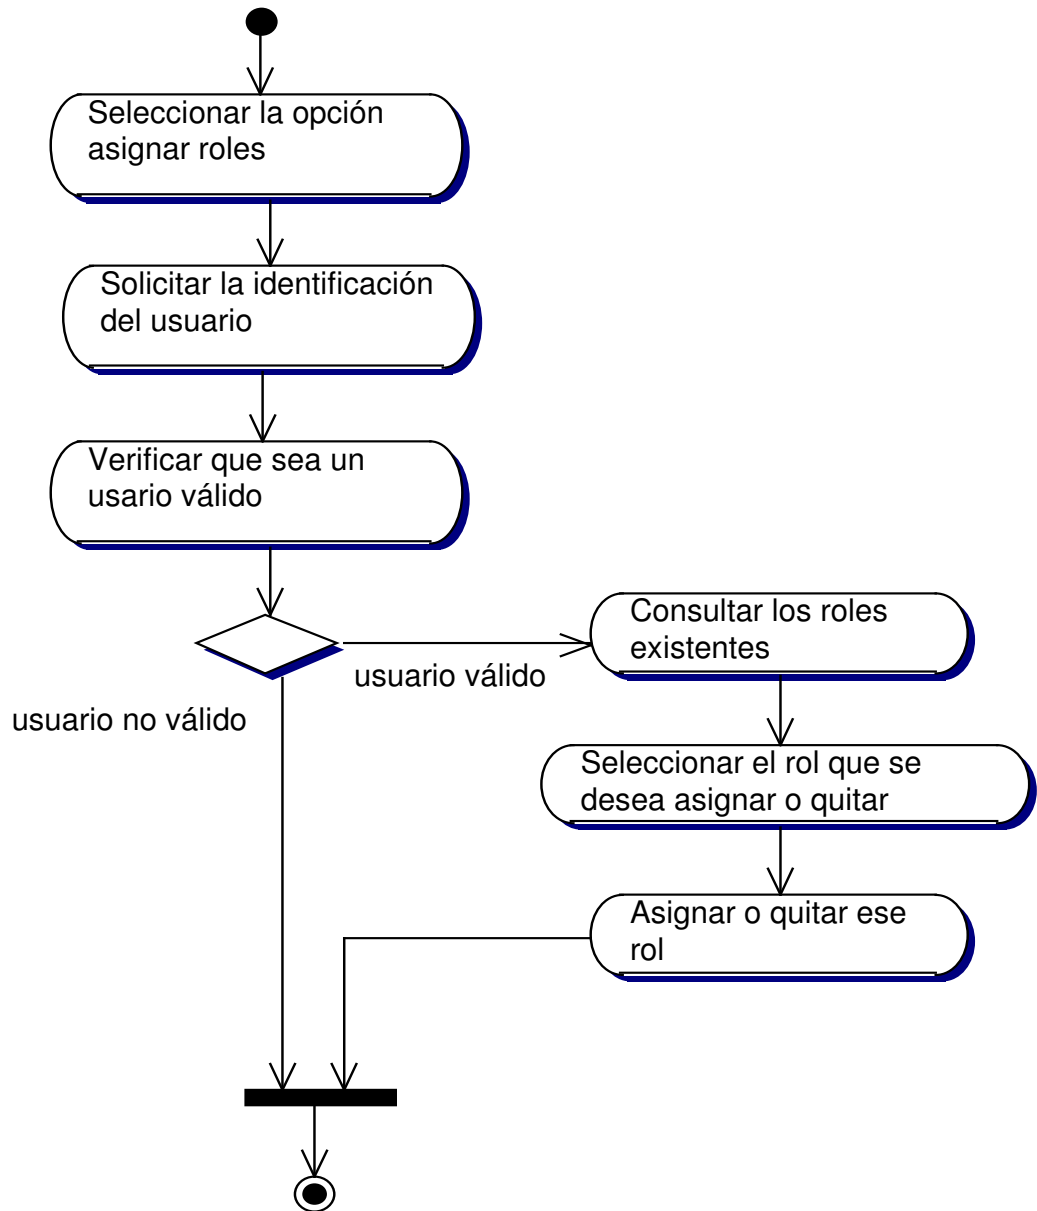 Seleccionar la opción
asignar roles
Solicitar la identificación
del usuario
Verificar que sea un
usario válido
Consultar los roles
existentes
usuario válido
usuario no válido
Seleccionar el rol que se
desea asignar o quitar
Asignar o quitar ese
rol